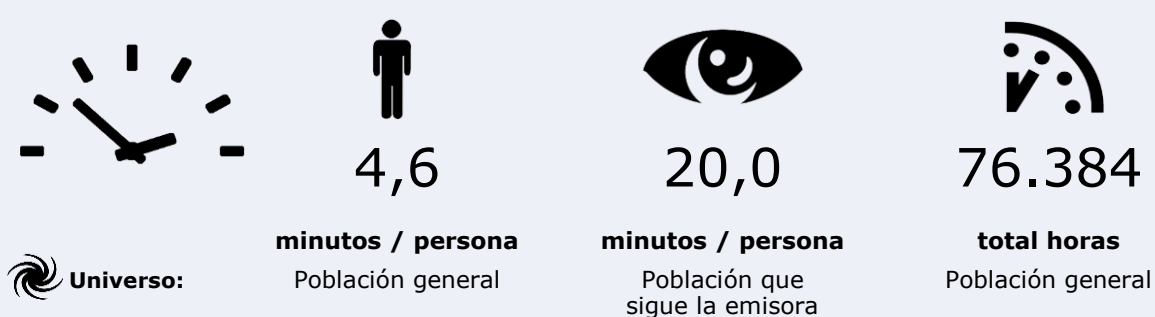 4,6
20,0
76.384
minutos / persona
minutos / persona
total horas
Universo:
Población general
Población que
sigue la emisora
Población general